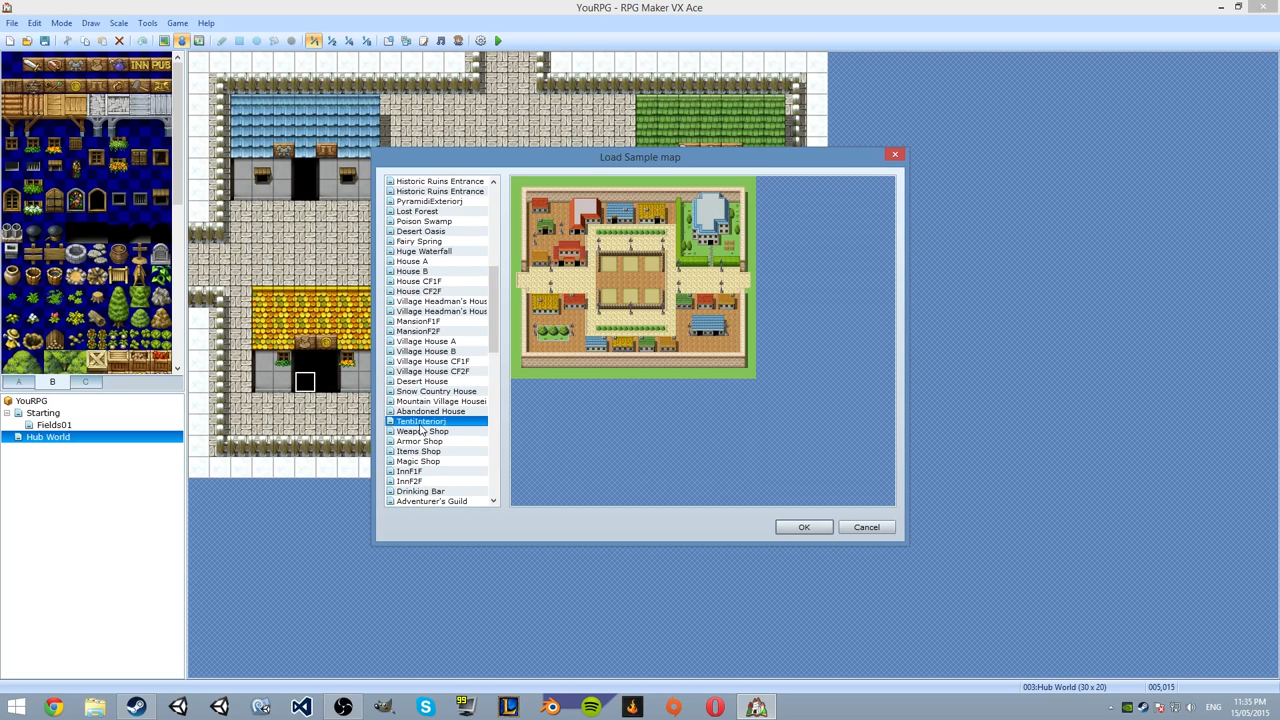 YouRPG - RPG Maker VX Ace
File Edit Mode Draw Scale Tools Game Help
INN PUB
Load Sample map
Historic Ruins Entrance
Historic Ruins Entrance
PyramidiExteriorj
Lost Forest
Poison Swamp
Desert Oasis
Fairy Spring
Huge Waterfall
House A
House B
House CF1F
House CF2F
Village Headman's Hous
Village Headman's Hous
MansionF1F
MansionF2F
Village House A
Village House B
Village House CF1F
Village House CF2F
Desert House
Snow Country House
Mountain Village Housei
Abandoned House
TentiInteriorj
Weapon Shop
Armor Shop
Items Shop
Magic Shop
InnF1F
InnF2F
Drinking Bar
Adventurer's Guild
OK Cancel
A B C
YouRPG
Starting
Fields01
Hub World
003:Hub World (30 x 20) 005,015
ENG
11:35 PM
15/05/2015